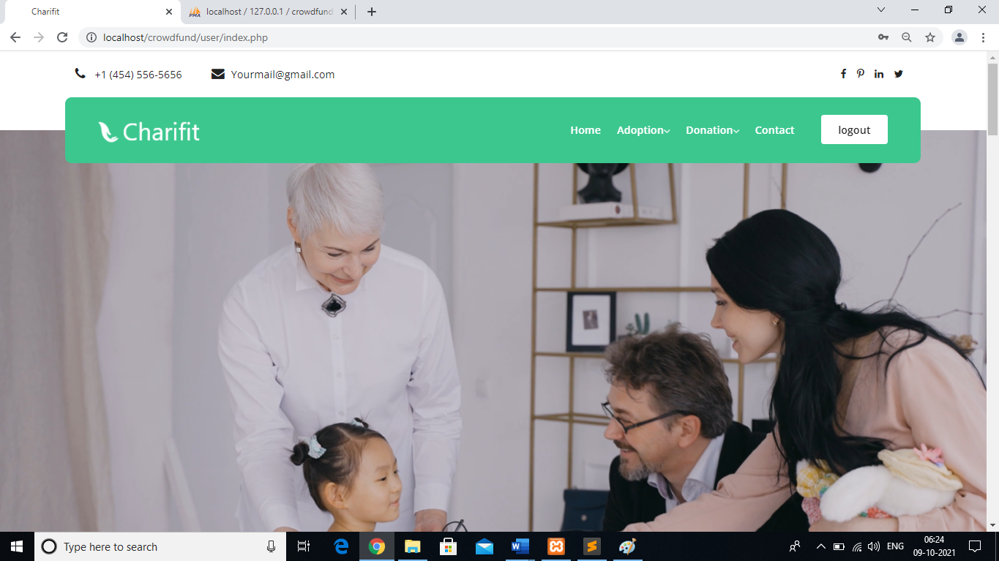 Charifit
localhost / 127.0.0.1 / crowdfund
localhost/crowdfund/user/index.php
+1 (454) 556-5656 Yourmail@gmail.com
Charifit Home Adoption Donation Contact logout
Type here to search
ENG
06:24
09-10-2021